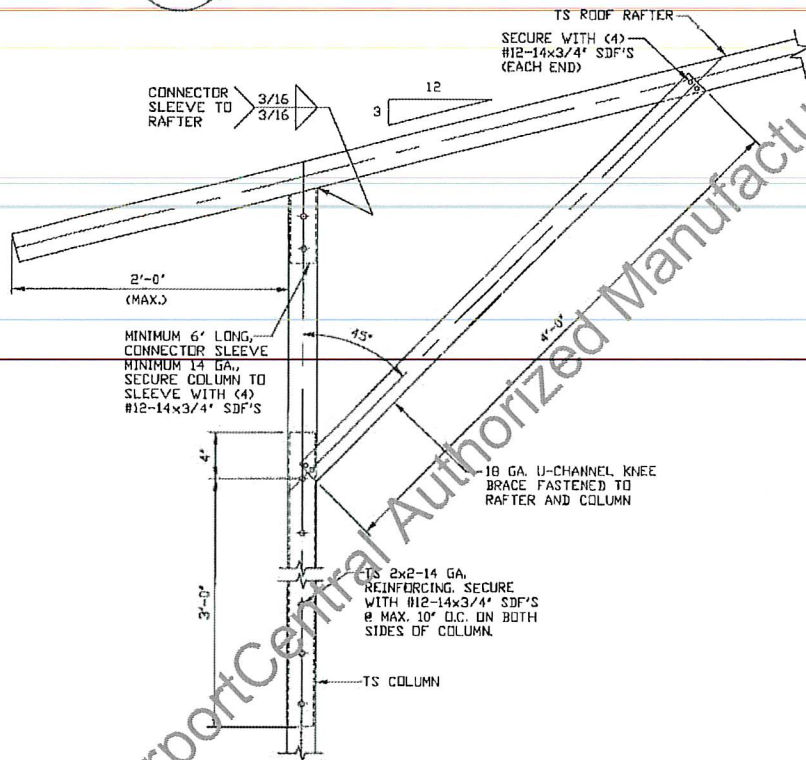 TS ROOF RAFTER
SECURE WITH (4)
#12-14x3/4" SDF'S
(EACH END)
CONNECTOR
SLEEVE TO
RAFTER
3/16
3/16
12
3
2'-0"
(MAX.)
MINIMUM 6" LONG,
CONNECTOR SLEEVE
MINIMUM 14 GA.,
SECURE COLUMN TO
SLEEVE WITH (4)
#12-14x3/4" SDF'S
45°
4'-0"
4"
18 GA. U-CHANNEL KNEE
BRACE FASTENED TO
RAFTER AND COLUMN
3'-0"
TS 2x2-14 GA.
REINFORCING. SECURE
WITH #12-14x3/4" SDF'S
@ MAX. 10" O.C. ON BOTH
SIDES OF COLUMN.
TS COLUMN
rportCentral Authorized Manufactu